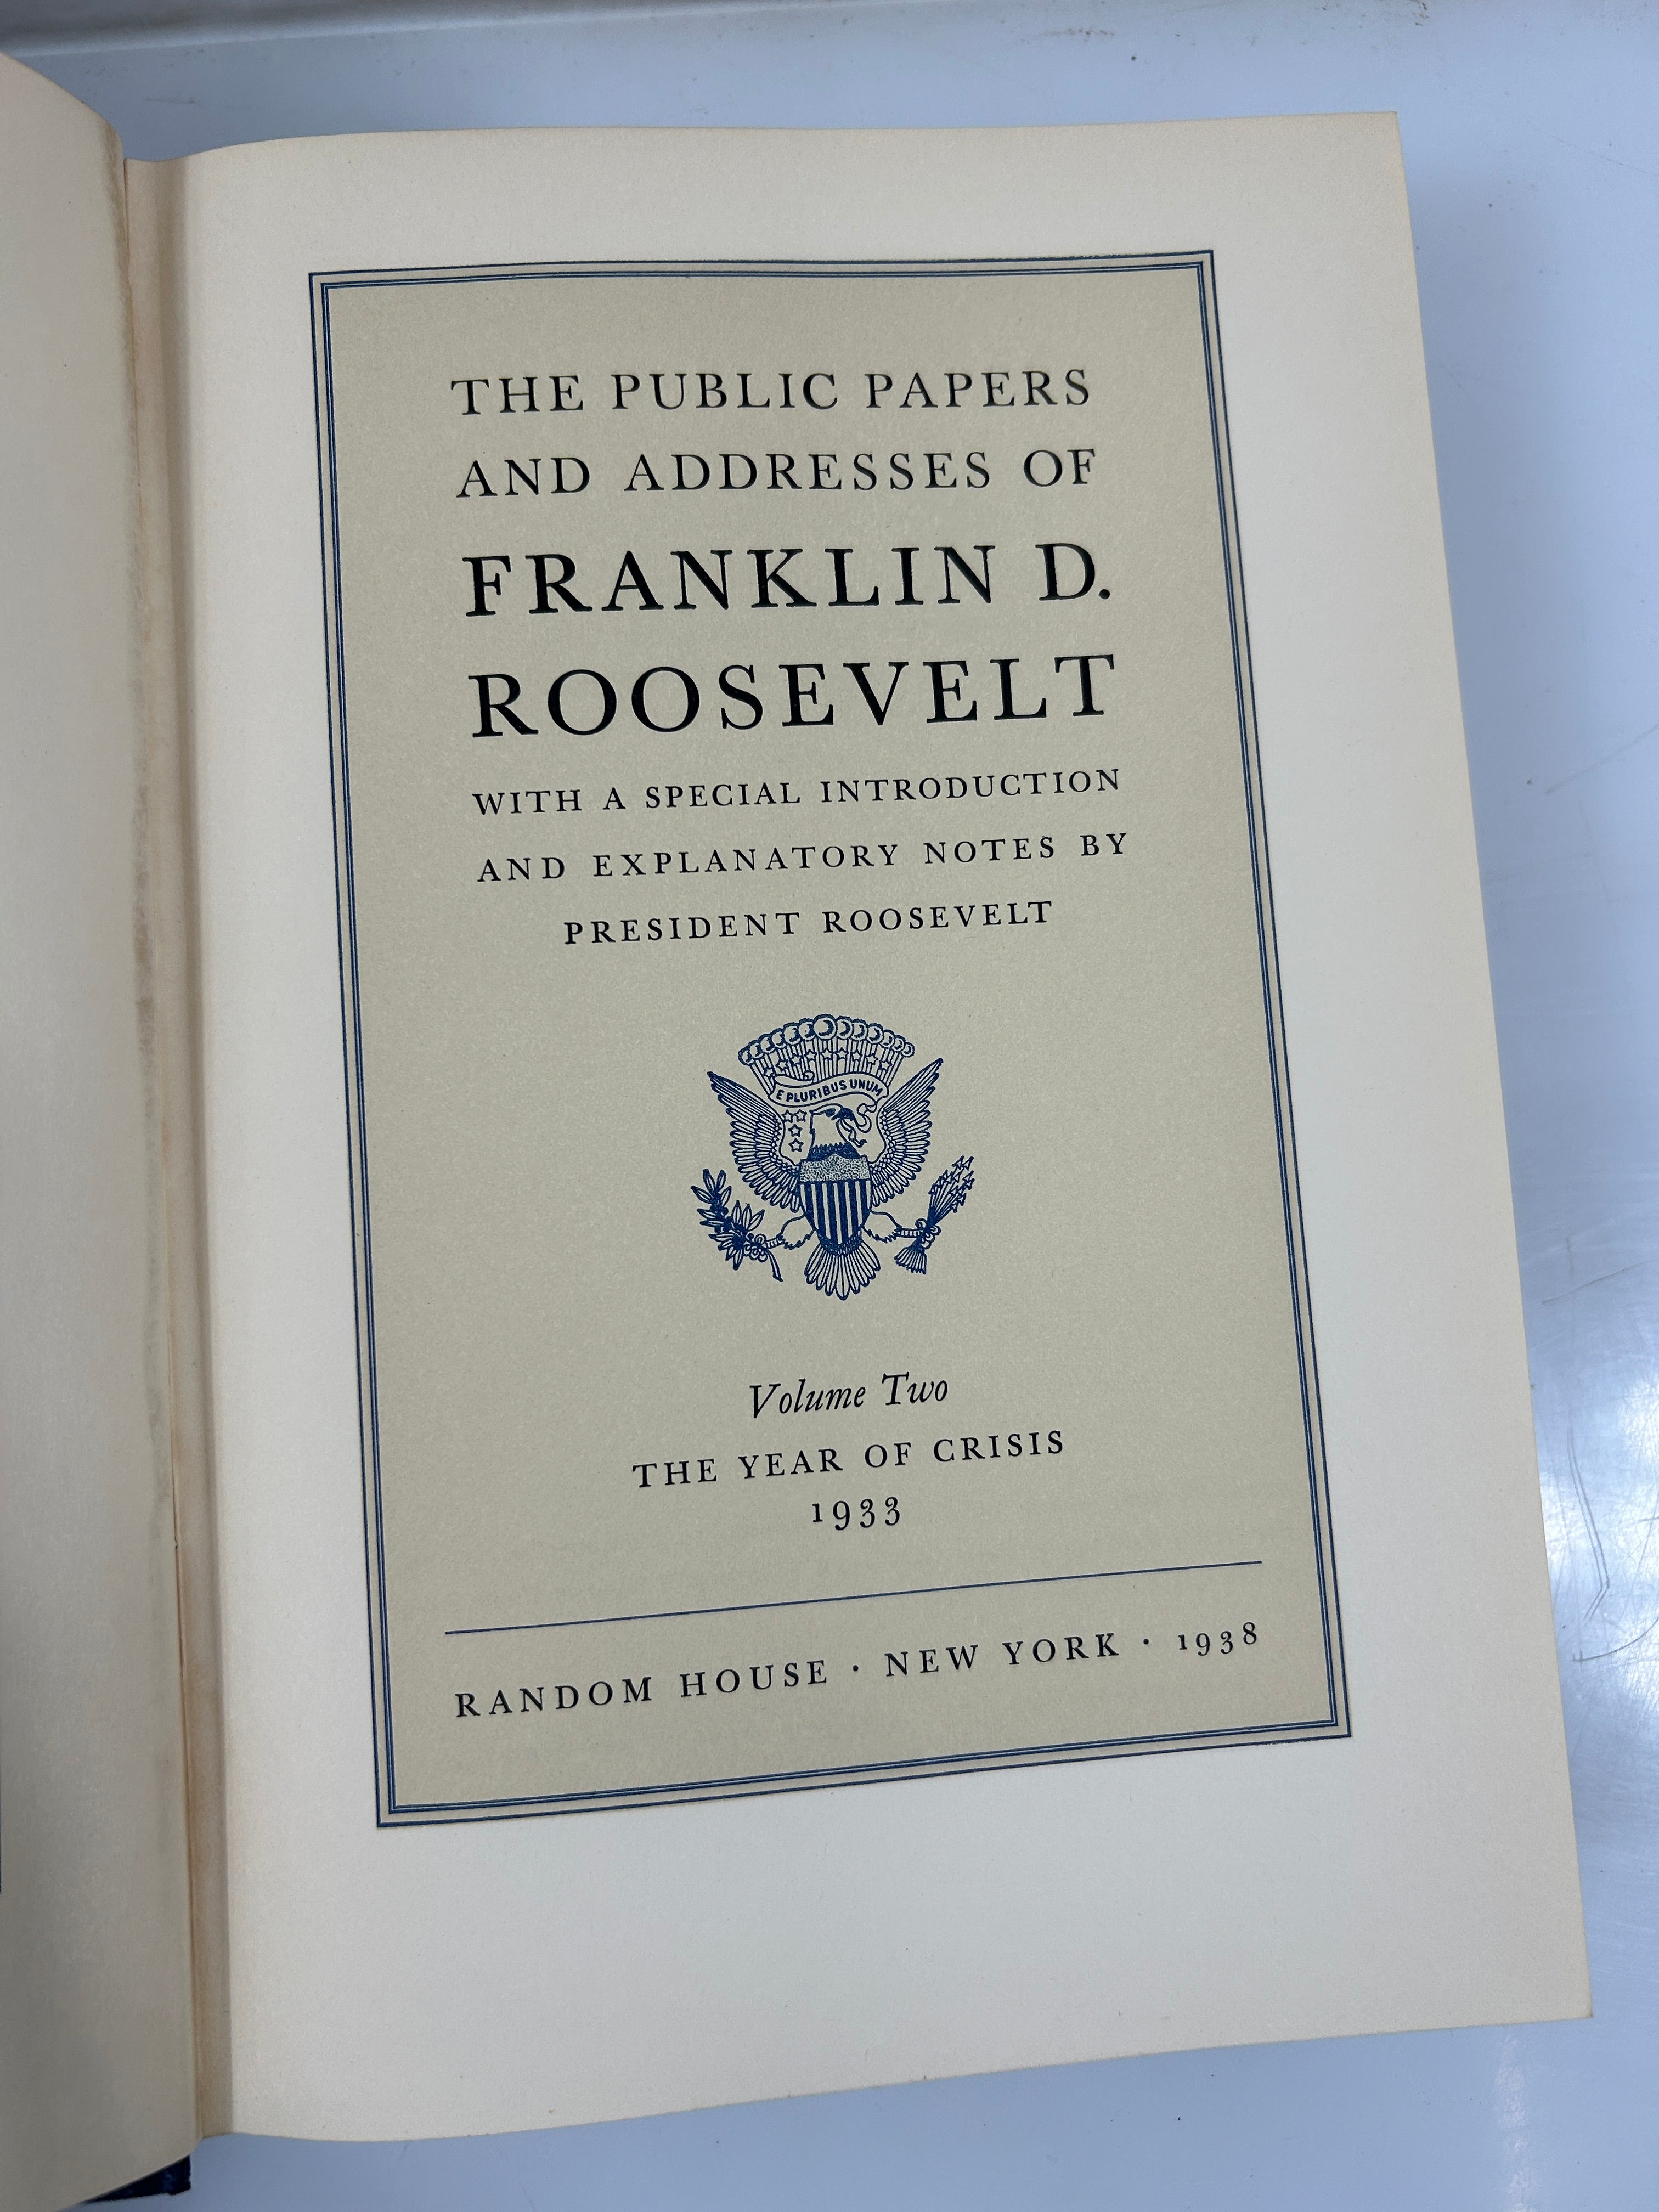 THE PUBLIC PAPERS
AND ADDRESSES OF
FRANKLIN D.
ROOSEVELT
WITH A SPECIAL INTRODUCTION
AND EXPLANATORY NOTES BY
PRESIDENT ROOSEVELT
E PLURIBUS UNUM
Volume Two
THE YEAR OF CRISIS
1933
RANDOM HOUSE · NEW YORK · 1938